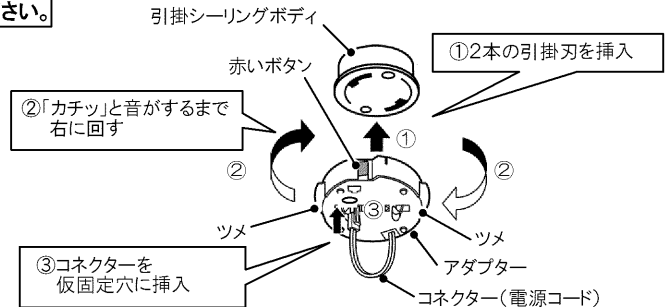 さい。
引掛シーリングボディ
①2本の引掛刃を挿入
赤いボタン
②「カチッ」と音がするまで
右に回す
①
②
②
③
ツメ
ツメ
③コネクターを
仮固定穴に挿入
アダプター
コネクター（電源コード）